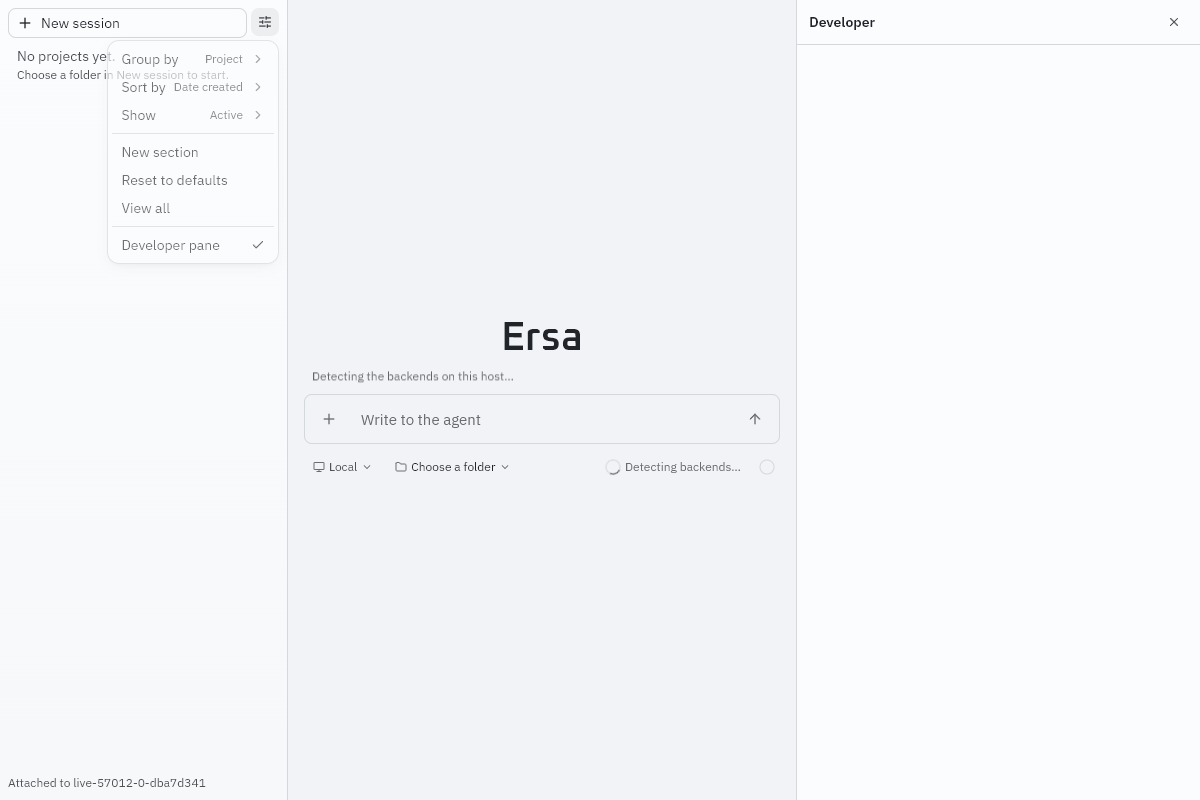 New session
No projects yet.
Choose a folder in New session to start.
Group by Project
Sort by Date created
Show Active
New section
Reset to defaults
View all
Developer pane
Attached to live-57012-0-dba7d341
Ersa
Detecting the backends on this host...
Write to the agent
Local Choose a folder Detecting backends...
Developer